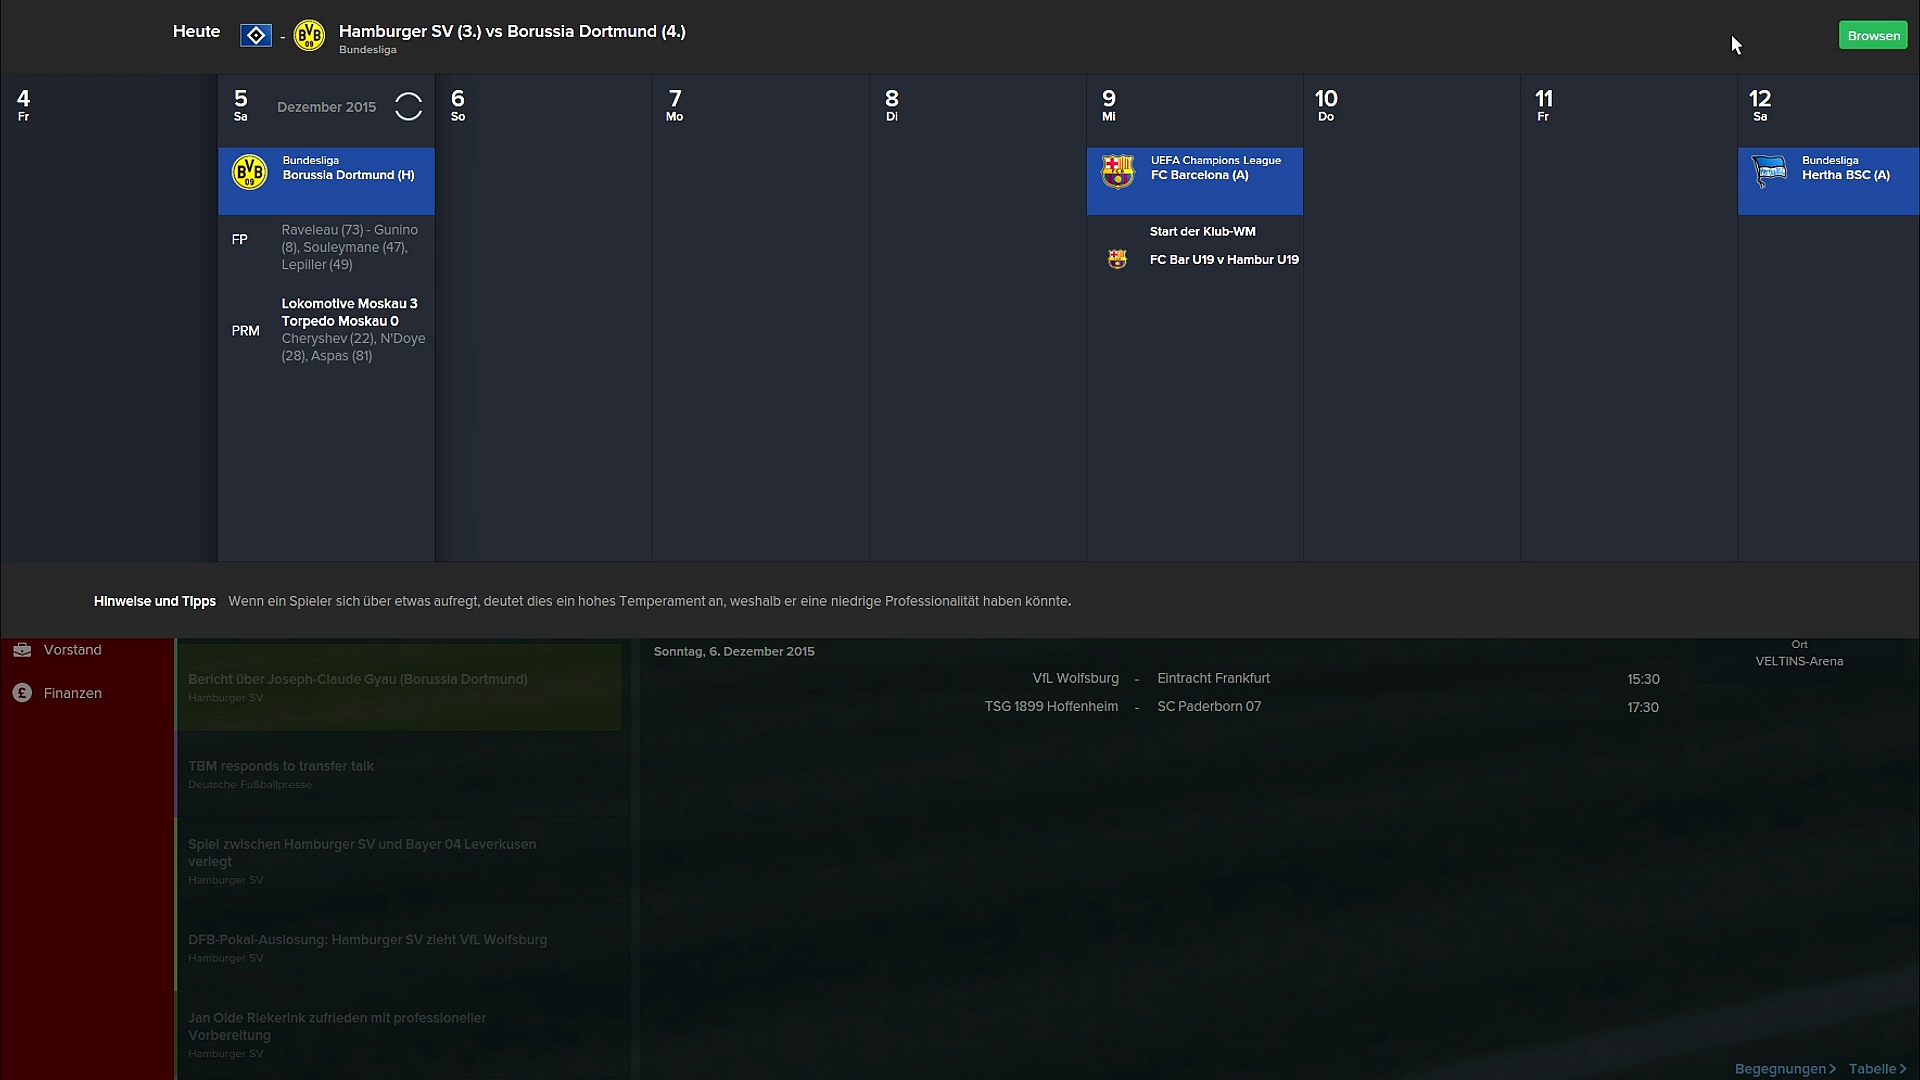 Heute
Hamburger SV (3.) vs Borussia Dortmund (4.)
Bundesliga
Browsen
4
Fr
5
Sa
Dezember 2015
6
So
7
Mo
8
Di
9
Mi
10
Do
11
Fr
12
Sa
BVB
09
Bundesliga
Borussia Dortmund (H)
FP
Raveleau (73) - Gunino
(8), Souleymane (47),
Lepiller (49)
PRM
Lokomotive Moskau 3
Torpedo Moskau 0
Cheryshev (22), N'Doye
(28), Aspas (81)
UEFA Champions League
FC Barcelona (A)
Start der Klub-WM
FC Bar U19 v Hambur U19
Bundesliga
Hertha BSC (A)
Hinweise und Tipps
Wenn ein Spieler sich über etwas aufregt, deutet dies ein hohes Temperament an, weshalb er eine niedrige Professionalität haben könnte.
Vorstand
Finanzen
Bericht über Joseph-Claude Gyau (Borussia Dortmund)
Hamburger SV
TBM responds to transfer talk
Deutsche Fußballpresse
Spiel zwischen Hamburger SV und Bayer 04 Leverkusen
verlegt
Hamburger SV
DFB-Pokal-Auslosung: Hamburger SV zieht VfL Wolfsburg
Hamburger SV
Jan Olde Riekerink zufrieden mit professioneller
Vorbereitung
Hamburger SV
Sonntag, 6. Dezember 2015
VfL Wolfsburg - Eintracht Frankfurt 15:30
TSG 1899 Hoffenheim - SC Paderborn 07 17:30
Ort
VELTINS-Arena
Begegnungen >
Tabelle >